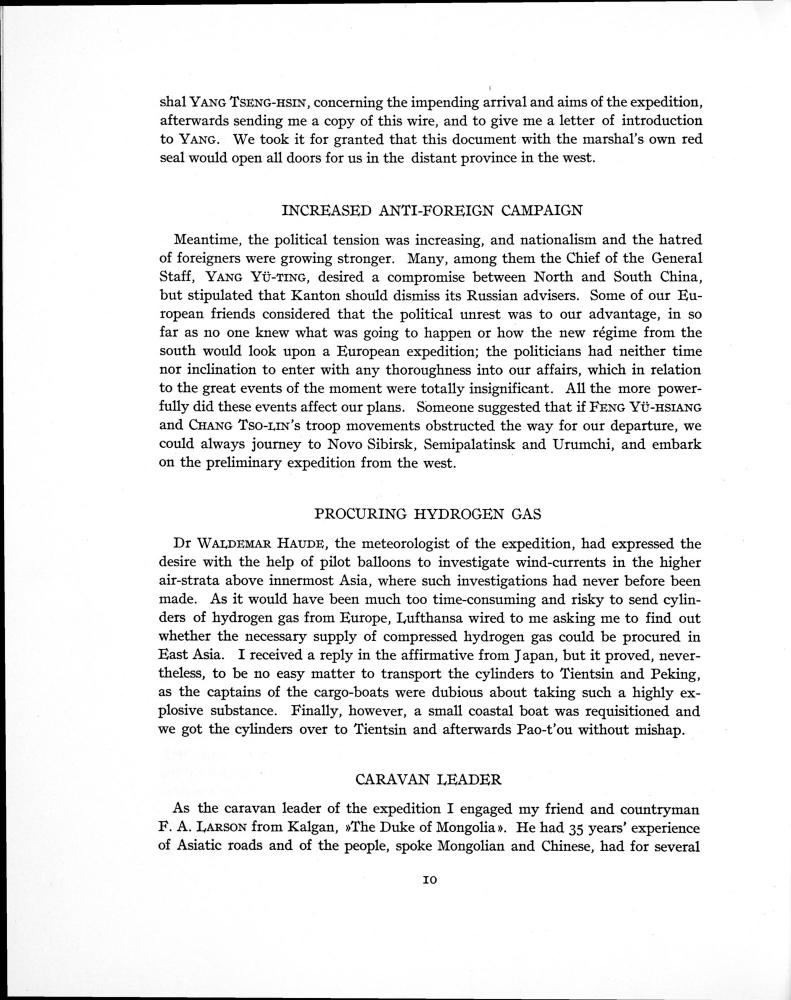 shal YANG TSENG-HSIN, concerning the impending arrival and aims of the expedition,
afterwards sending me a copy of this wire, and to give me a letter of introduction
to YANG. We took it for granted that this document with the marshal's own red
seal would open all doors for us in the distant province in the west.
INCREASED ANTI-FOREIGN CAMPAIGN
Meantime, the political tension was increasing, and nationalism and the hatred
of foreigners were growing stronger. Many, among them the Chief of the General
Staff, YANG YÜ-TING, desired a compromise between North and South China,
but stipulated that Kanton should dismiss its Russian advisers. Some of our Eu-
ropean friends considered that the political unrest was to our advantage, in so
far as no one knew what was going to happen or how the new régime from the
south would look upon a European expedition; the politicians had neither time
nor inclination to enter with any thoroughness into our affairs, which in relation
to the great events of the moment were totally insignificant. All the more power-
fully did these events affect our plans. Someone suggested that if FENG YÜ-HSIANG
and CHANG TSO-LIN's troop movements obstructed the way for our departure, we
could always journey to Novo Sibirsk, Semipalatinsk and Urumchi, and embark
on the preliminary expedition from the west.
PROCURING HYDROGEN GAS
Dr WALDEMAR HAUDE, the meteorologist of the expedition, had expressed the
desire with the help of pilot balloons to investigate wind-currents in the higher
air-strata above innermost Asia, where such investigations had never before been
made. As it would have been much too time-consuming and risky to send cylin-
ders of hydrogen gas from Europe, Lufthansa wired to me asking me to find out
whether the necessary supply of compressed hydrogen gas could be procured in
East Asia. I received a reply in the affirmative from Japan, but it proved, never-
theless, to be no easy matter to transport the cylinders to Tientsin and Peking,
as the captains of the cargo-boats were dubious about taking such a highly ex-
plosive substance. Finally, however, a small coastal boat was requisitioned and
we got the cylinders over to Tientsin and afterwards Pao-t'ou without mishap.
CARAVAN LEADER
As the caravan leader of the expedition I engaged my friend and countryman
F. A. LARSON from Kalgan, »The Duke of Mongolia». He had 35 years' experience
of Asiatic roads and of the people, spoke Mongolian and Chinese, had for several
10